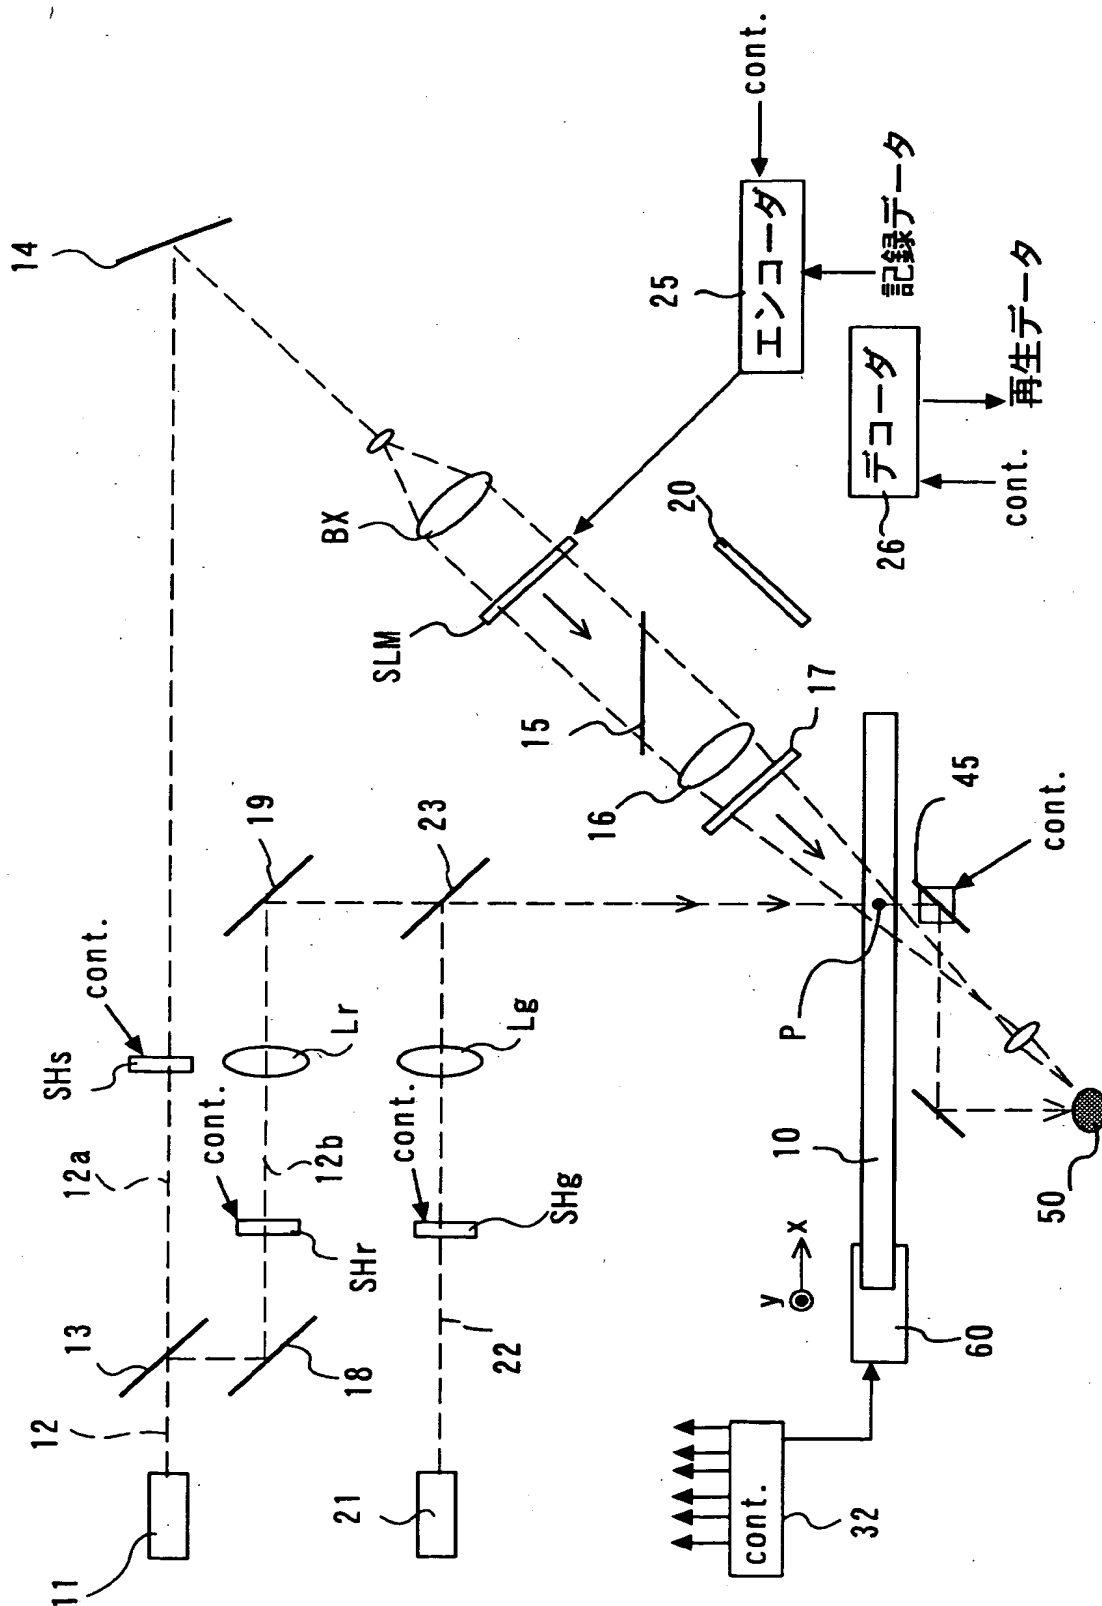 14
cont.
SHs
12a
13
12
11
19
Lr
cont.
12b
SHr
18
23
Lg
cont.
SHg
22
21
BX
SLM
15
16
17
20
25
エンコーダ
cont.
記録データ
デコーダ
26
cont.
再生データ
P
45
cont.
10
50
y
x
60
cont.
32